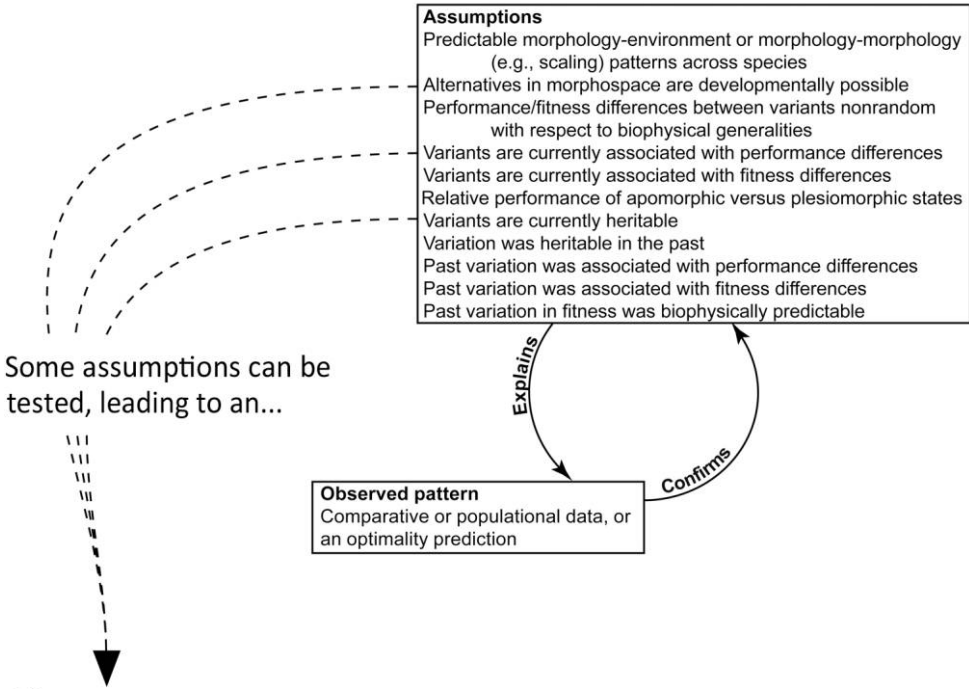 Assumptions
Predictable morphology-environment or morphology-morphology
(e.g., scaling) patterns across species
Alternatives in morphospace are developmentally possible
Performance/fitness differences between variants nonrandom
with respect to biophysical generalities
Variants are currently associated with performance differences
Variants are currently associated with fitness differences
Relative performance of apomorphic versus plesiomorphic states
Variants are currently heritable
Variation was heritable in the past
Past variation was associated with performance differences
Past variation was associated with fitness differences
Past variation in fitness was biophysically predictable
Some assumptions can be
tested, leading to an...
Explains
Confirms
Observed pattern
Comparative or populational data, or
an optimality prediction